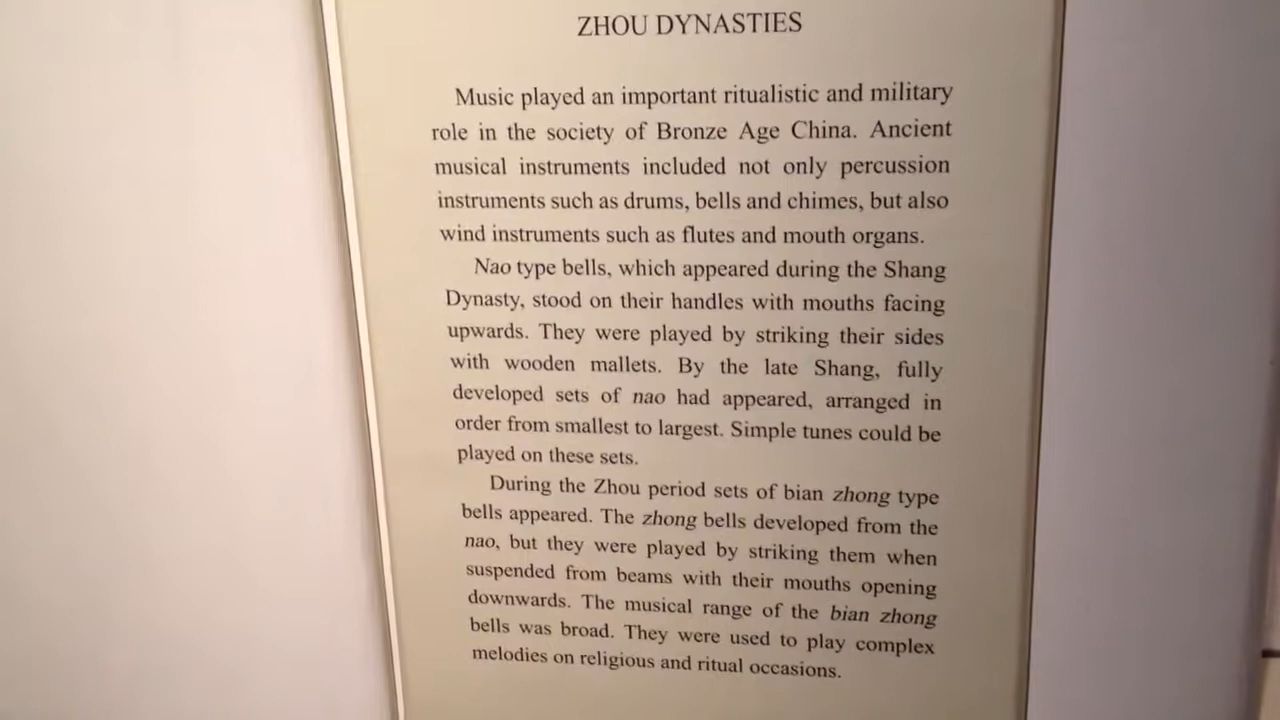 ZHOU DYNASTIES
Music played an important ritualistic and military
role in the society of Bronze Age China. Ancient
musical instruments included not only percussion
instruments such as drums, bells and chimes, but also
wind instruments such as flutes and mouth organs.
Nao type bells, which appeared during the Shang
Dynasty, stood on their handles with mouths facing
upwards. They were played by striking their sides
with wooden mallets. By the late Shang, fully
developed sets of nao had appeared, arranged in
order from smallest to largest. Simple tunes could be
played on these sets.
During the Zhou period sets of bian zhong type
bells appeared. The zhong bells developed from the
nao, but they were played by striking them when
suspended from beams with their mouths opening
downwards. The musical range of the bian zhong
bells was broad. They were used to play complex
melodies on religious and ritual occasions.